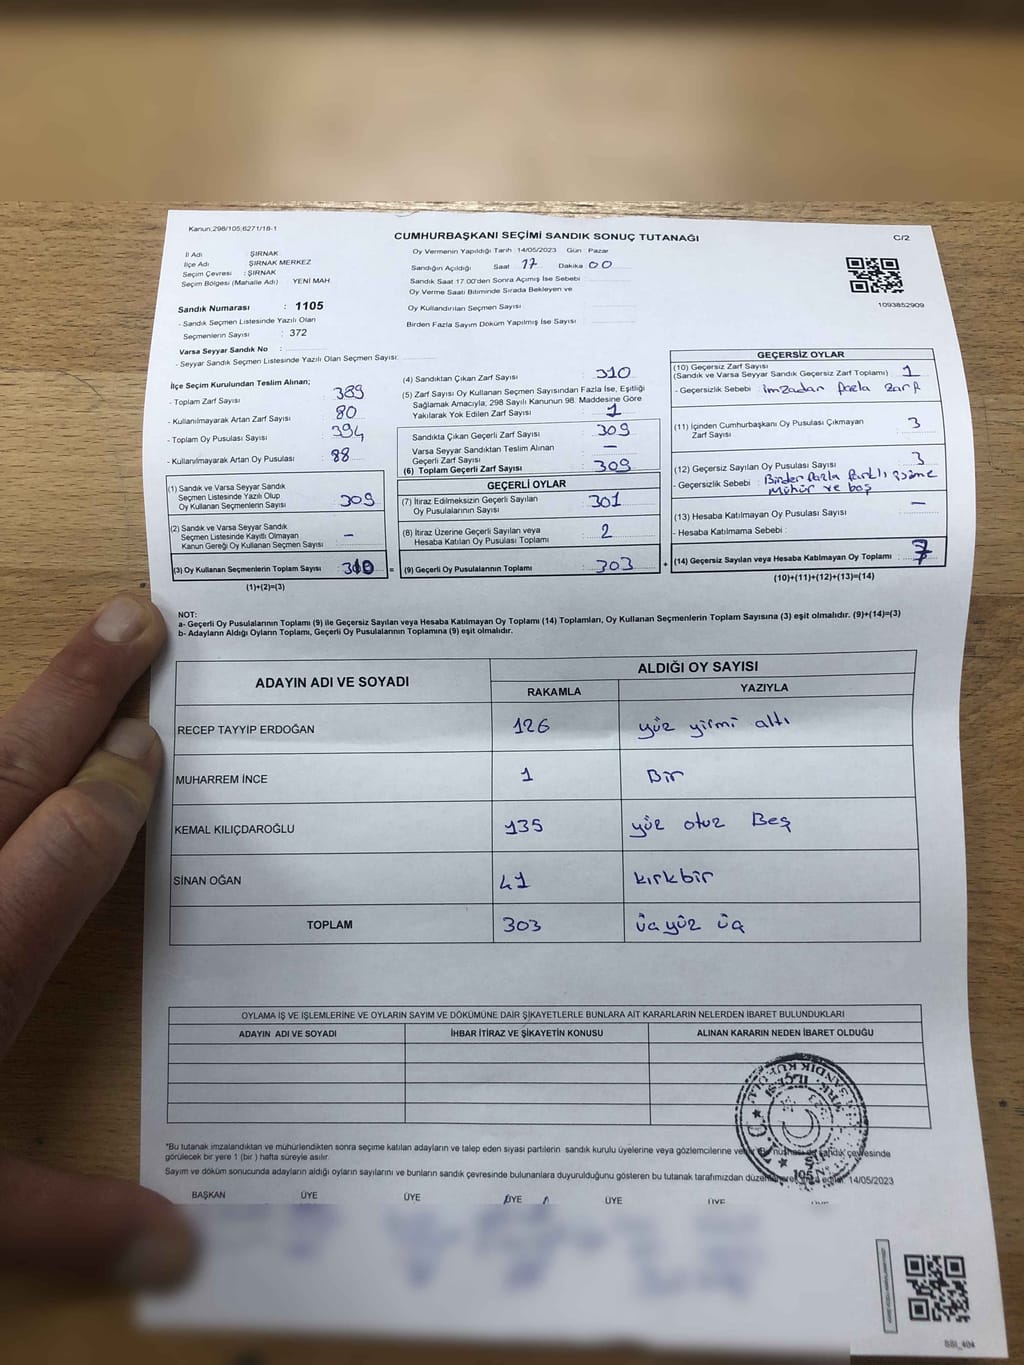 Kanun,298/105;6271/18-1
CUMHURBAŞKANI SEÇİMİ SANDIK SONUÇ TUTANAĞI
C/2
Oy Vermenin Yapıldığı Tarih :14/05/2023 Gün : Pazar
İl Adı : ŞIRNAK
İlçe Adı : ŞIRNAK MERKEZ
Seçim Çevresi : ŞIRNAK
Seçim Bölgesi (Mahalle Adı) YENİ MAH
Sandığın Açıldığı Saat 17 Dakika : 00
Sandık Saat 17.00'den Sonra Açılmış İse Sebebi :
Oy Verme Saati Bitiminde Sırada Bekleyen ve
Oy Kullandırılan Seçmen Sayısı :
Birden Fazla Sayım Döküm Yapılmış İse Sayısı :
1093852909
Sandık Numarası : 1105
- Sandık Seçmen Listesinde Yazılı Olan
Seçmenlerin Sayısı : 372
Varsa Seyyar Sandık No :
- Seyyar Sandık Seçmen Listesinde Yazılı Olan Seçmen Sayısı:
İlçe Seçim Kurulundan Teslim Alınan;
- Toplam Zarf Sayısı : 389
- Kullanılmayarak Artan Zarf Sayısı : 80
- Toplam Oy Pusulası Sayısı : 394
- Kullanılmayarak Artan Oy Pusulası : 88
(1) Sandık ve Varsa Seyyar Sandık
Seçmen Listesinde Yazılı Olup
Oy Kullanan Seçmenlerin Sayısı : 309
(2) Sandık ve Varsa Seyyar Sandık
Seçmen Listesinde Kayıtlı Olmayan
Kanun Gereği Oy Kullanan Seçmen Sayısı : -
(3) Oy Kullanan Seçmenlerin Toplam Sayısı : 310 =
(1)+(2)=(3)
(4) Sandıktan Çıkan Zarf Sayısı : 310
(5) Zarf Sayısı Oy Kullanan Seçmen Sayısından Fazla İse, Eşitliği
Sağlamak Amacıyla; 298 Sayılı Kanunun 98. Maddesine Göre
Yakılarak Yok Edilen Zarf Sayısı : 1
Sandıkta Çıkan Geçerli Zarf Sayısı : 309
Varsa Seyyar Sandıktan Teslim Alınan
Geçerli Zarf Sayısı : -
(6) Toplam Geçerli Zarf Sayısı : 309
GEÇERLİ OYLAR
(7) İtiraz Edilmeksizin Geçerli Sayılan
Oy Pusulalarının Sayısı : 301
(8) İtiraz Üzerine Geçerli Sayılan veya
Hesaba Katılan Oy Pusulası Toplamı : 2
(9) Geçerli Oy Pusulalarının Toplamı : 303 +
GEÇERSİZ OYLAR
(10) Geçersiz Zarf Sayısı
(Sandık ve Varsa Seyyar Sandık Geçersiz Zarf Toplamı) : 1
- Geçersizlik Sebebi : imzadan fazla zarf
(11) İçinden Cumhurbaşkanı Oy Pusulası Çıkmayan
Zarf Sayısı : 3
(12) Geçersiz Sayılan Oy Pusulası Sayısı : 3
- Geçersizlik Sebebi : Birden fazla farklı
Mühür ve boş
(13) Hesaba Katılmayan Oy Pusulası Sayısı : -
- Hesaba Katılmama Sebebi :
(14) Geçersiz Sayılan veya Hesaba Katılmayan Oy Toplamı : 7
(10)+(11)+(12)+(13)=(14)
NOT:
a- Geçerli Oy Pusulalarının Toplamı (9) ile Geçersiz Sayılan veya Hesaba Katılmayan Oy Toplamı (14) Toplamları, Oy Kullanan Seçmenlerin Toplam Sayısına (3) eşit olmalıdır. (9)+(14)=(3)
b- Adayların Aldığı Oyların Toplamı, Geçerli Oy Pusulalarının Toplamına (9) eşit olmalıdır.
ADAYIN ADI VE SOYADI
ALDIĞI OY SAYISI
RAKAMLA YAZIYLA
RECEP TAYYİP ERDOĞAN 126 yüz yirmi altı
MUHARREM İNCE 1 Bir
KEMAL KILIÇDAROĞLU 135 yüz otuz Beş
SİNAN OĞAN 41 kırkbir
TOPLAM 303 üçyüz üç
OYLAMA İŞ VE İŞLEMLERİNE VE OYLARIN SAYIM VE DÖKÜMÜNE DAİR ŞİKAYETLERLE BUNLARA AİT KARARLARIN NELERDEN İBARET BULUNDUKLARI
ADAYIN ADI VE SOYADI İHBAR İTİRAZ VE ŞİKAYETİN KONUSU ALINAN KARARIN NEDEN İBARET OLDUĞU
*Bu tutanak imzalandıktan ve mühürlendikten sonra seçime katılan adayların ve talep eden siyasi partilerin sandık kurulu üyelerine veya gözlemcilerine verilir. Bir nüshası da sandık çevresinde
görülecek bir yere 1 (bir ) hafta süreyle asılır.
Sayım ve döküm sonucunda adayların aldığı oyların sayılarını ve bunların sandık çevresinde bulunanlara duyurulduğunu gösteren bu tutanak tarafımızdan 14/05/2023
BAŞKAN ÜYE ÜYE ÜYE ÜYE ÜYE ÜYE